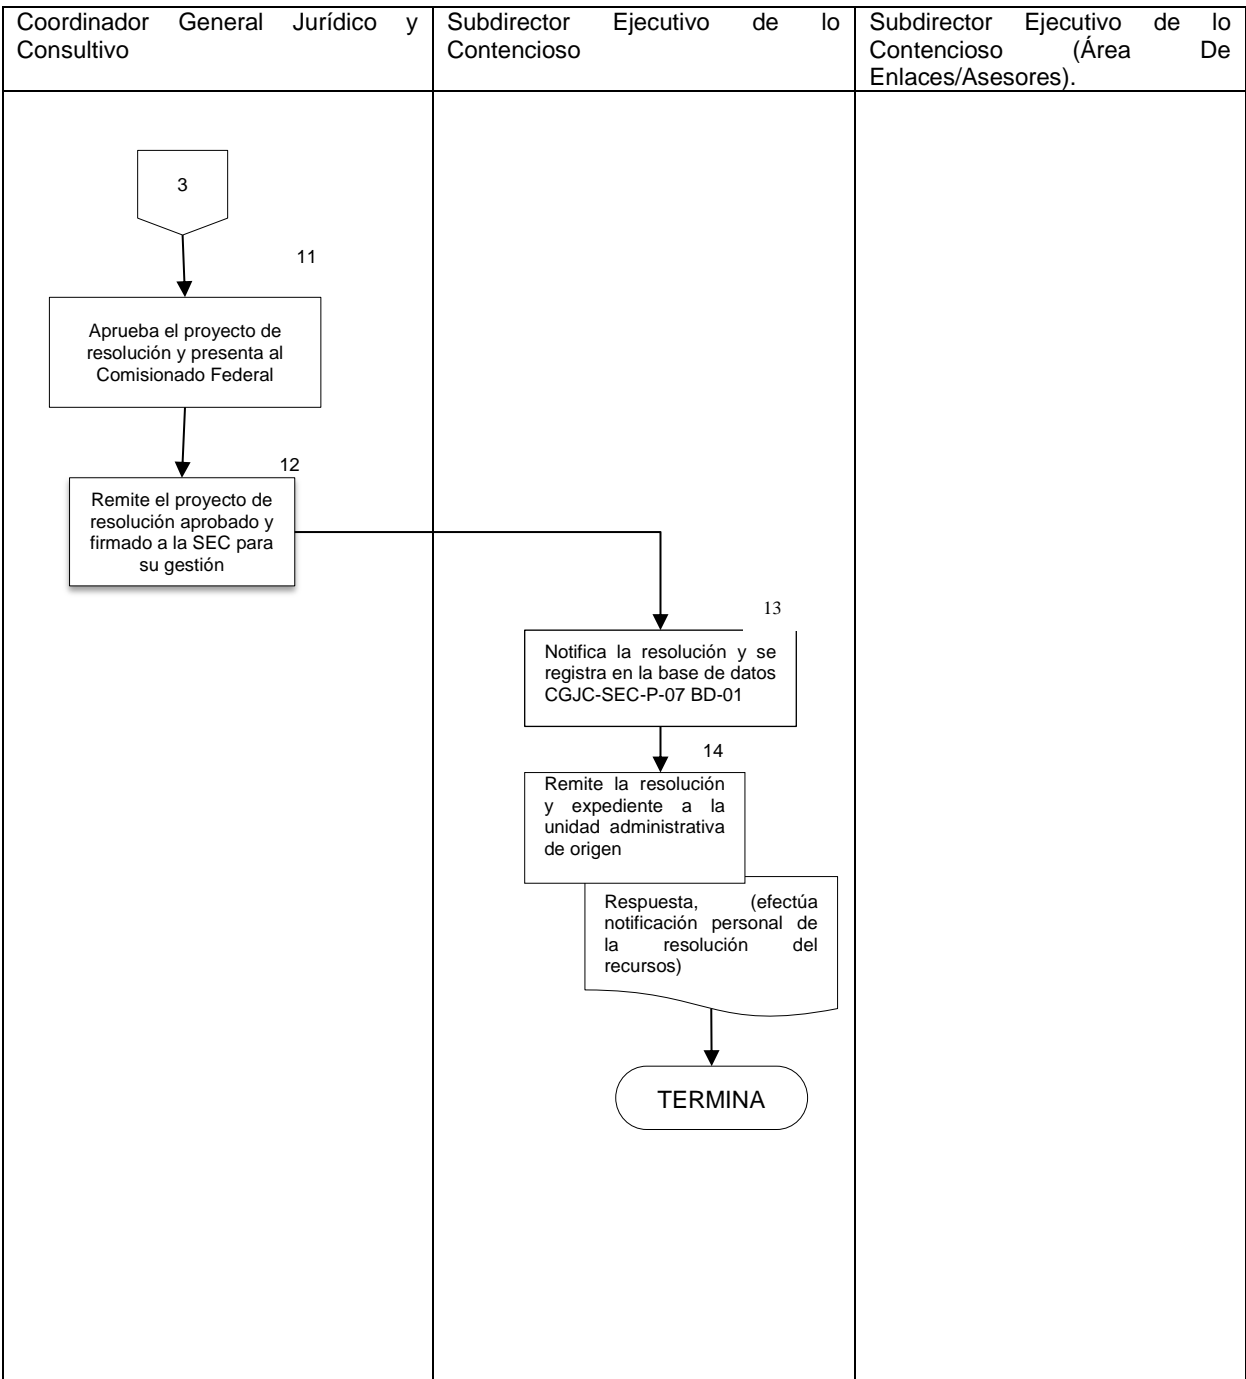 Coordinador General Jurídico y
Consultivo
Subdirector Ejecutivo de lo
Contencioso
Subdirector Ejecutivo de lo
Contencioso (Área De
Enlaces/Asesores).
3
11
Aprueba el proyecto de
resolución y presenta al
Comisionado Federal
12
Remite el proyecto de
resolución aprobado y
firmado a la SEC para
su gestión
13
Notifica la resolución y se
registra en la base de datos
CGJC-SEC-P-07 BD-01
14
Remite la resolución
y expediente a la
unidad administrativa
de origen
Respuesta, (efectúa
notificación personal de
la resolución del
recursos)
TERMINA